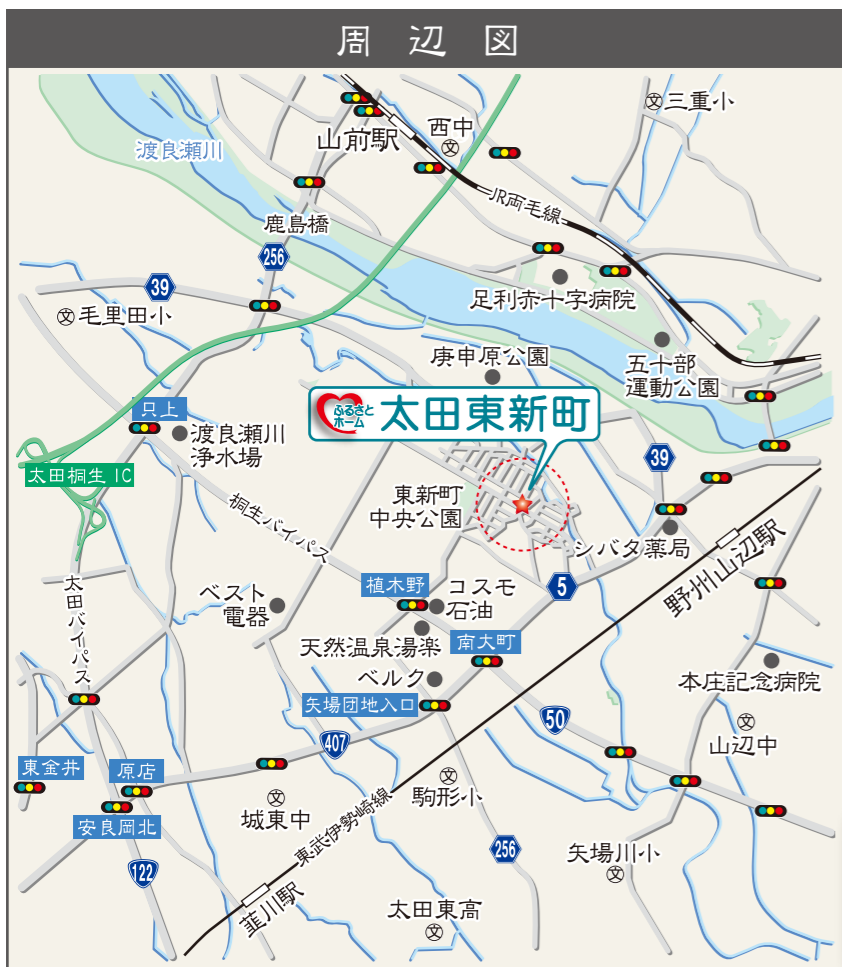 周辺図
三重小
文
西中
文
山前駅
渡良瀬川
JR両毛線
鹿島橋
256
39
足利赤十字病院
文
毛里田小
庚申原公園
五十部
運動公園
ふるさと
ホーム
太田東新町
只上
渡良瀬川
浄水場
39
太田桐生 IC
東新町
中央公園
桐生バイパス
シバタ薬局
野州山辺駅
太田バイパス
ベスト
電器
植木野
コスモ
石油
5
天然温泉湯楽
南大町
ベルク
本庄記念病院
矢場団地入口
50
文
山辺中
407
東金井
原店
文
城東中
文
駒形小
安良岡北
東武伊勢崎線
256
矢場川小
文
122
韮川駅
太田東高
文